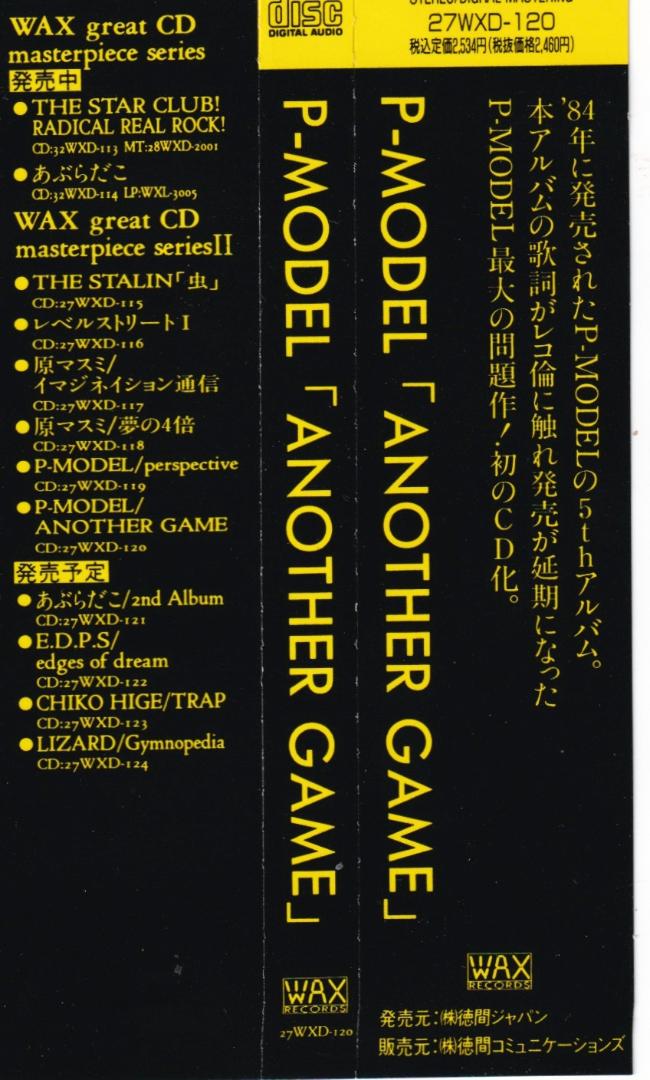 WAX great CD
masterpiece series
発売中
●THE STAR CLUB!
RADICAL REAL ROCK!
CD:32WXD-113 MT:28WXD-2001
●あぶらだこ
CD:32WXD-114 LP:WXL-3005
WAX great CD
masterpiece seriesII
●THE STALIN「虫」
CD:27WXD-115
●レベルストリートI
CD:27WXD-116
●原マスミ/
イマジネイション通信
CD:27WXD-117
●原マスミ/夢の4倍
CD:27WXD-118
●P-MODEL/perspective
CD:27WXD-119
●P-MODEL/
ANOTHER GAME
CD:27WXD-120
発売予定
●あぶらだこ/2nd Album
CD:27WXD-121
●E.D.P.S/
edges of dream
CD:27WXD-122
●CHIKO HIGE/TRAP
CD:27WXD-123
●LIZARD/Gymnopedia
CD:27WXD-124
disc
DIGITAL AUDIO
P-MODEL「ANOTHER GAME」
WAX
RECORDS
27WXD-120
STEREO/DIGITAL MASTERING
27WXD-120
税込定価2,534円(税抜価格2,460円)
'84年に発売されたP-MODELの5thアルバム。
本アルバムの歌詞がレコ倫に触れ発売が延期になった
P-MODEL最大の問題作!初のCD化。
P-MODEL「ANOTHER GAME」
WAX
RECORDS
発売元:㈱徳間ジャパン
販売元:㈱徳間コミュニケーションズ